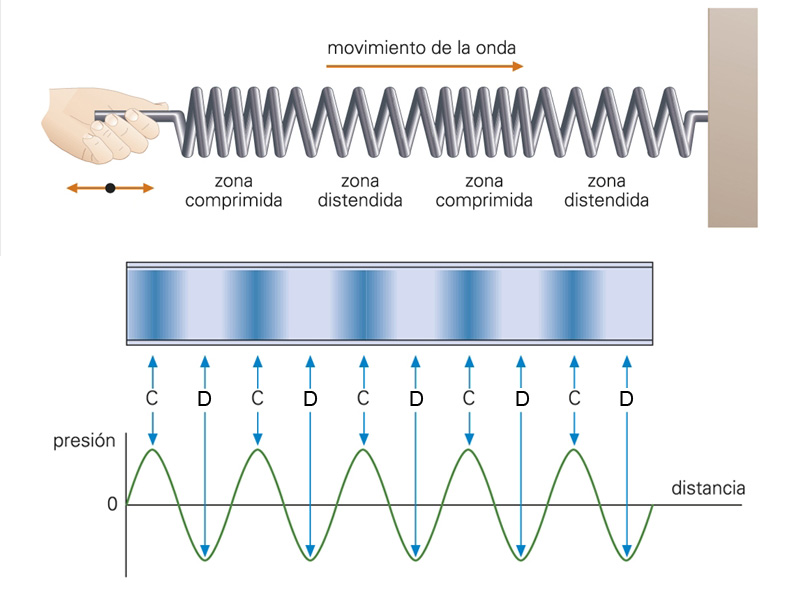 movimiento de la onda
zona comprimida
zona distendida
zona comprimida
zona distendida
C D C D C D C D C D
presión
0
distancia